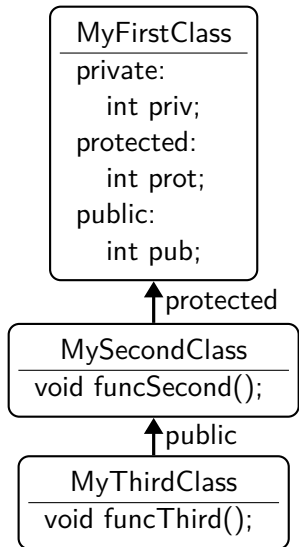 MyFirstClass
private:
int priv;
protected:
int prot;
public:
int pub;
protected
MySecondClass
void funcSecond();
public
MyThirdClass
void funcThird();